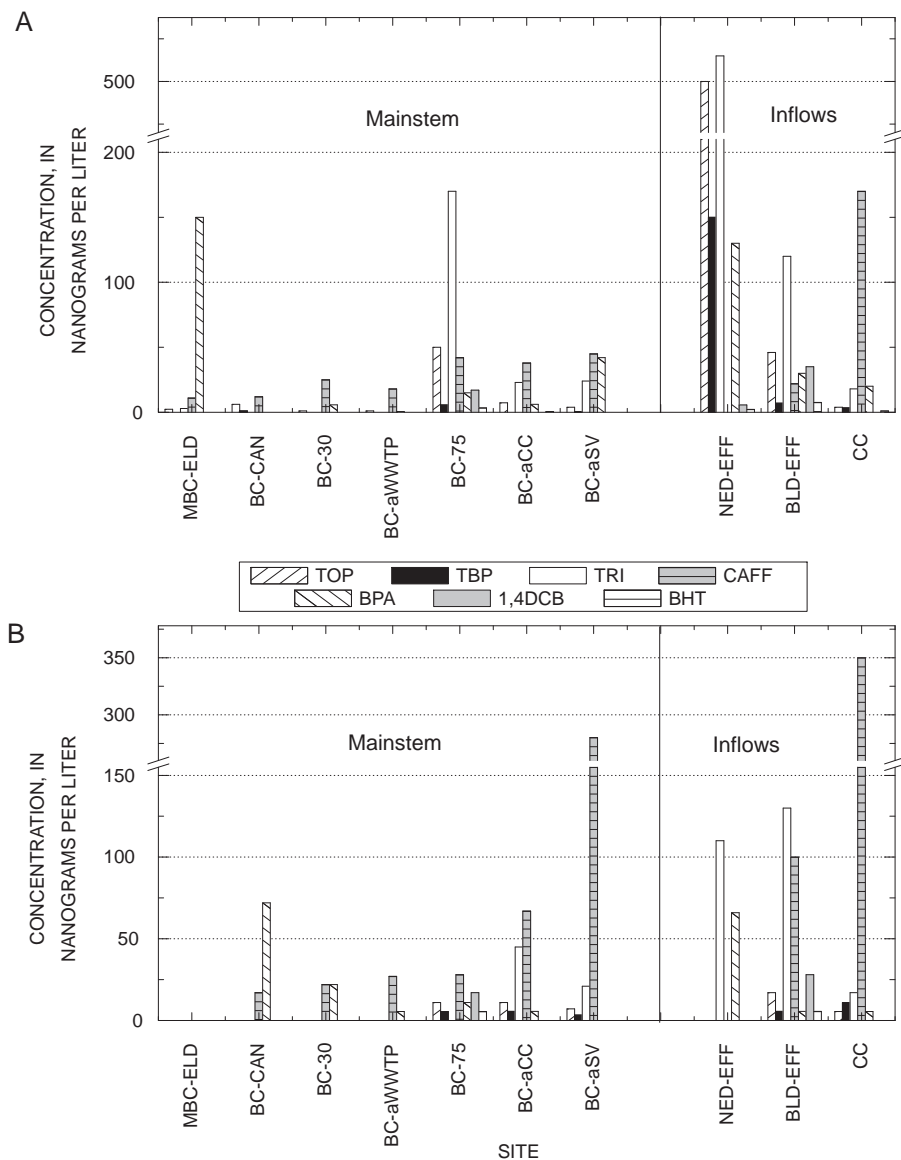 A
500
200
100
0
CONCENTRATION, IN
NANOGRAMS PER LITER
Mainstem
Inflows
MBC-ELD
BC-CAN
BC-30
BC-aWWTP
BC-75
BC-aCC
BC-aSV
NED-EFF
BLD-EFF
CC
TOP TBP TRI CAFF
BPA 1,4DCB BHT
B
350
300
150
100
50
0
CONCENTRATION, IN
NANOGRAMS PER LITER
Mainstem
Inflows
MBC-ELD
BC-CAN
BC-30
BC-aWWTP
BC-75
BC-aCC
BC-aSV
NED-EFF
BLD-EFF
CC
SITE